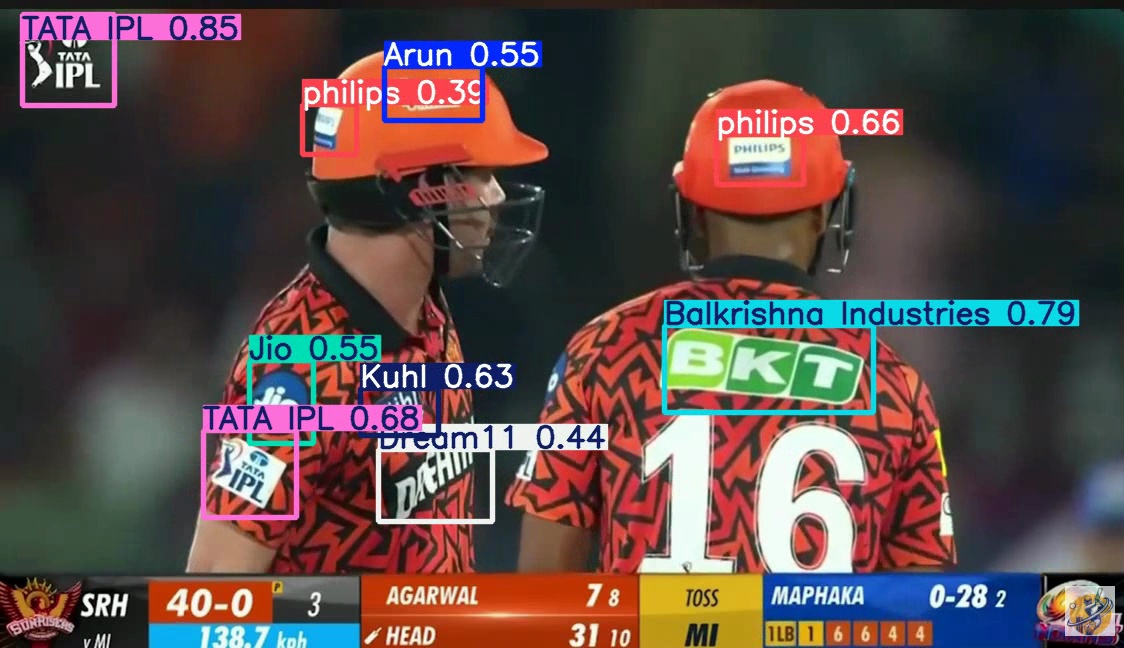 TATA IPL 0.85
TATA
IPL
Arun 0.55
philips 0.39
philips 0.66
PHILIPS
Balkrishna Industries 0.79
BKT
Jio 0.55
Jio
Kuhl 0.63
TATA IPL 0.68
Dream11 0.44
TATA
IPL
DREAM
16
SRH 40-0 P 3 AGARWAL 7 8 TOSS MAPHAKA 0-28 2
SUNRISERS v MI 138.7 kph HEAD 31 10 MI 1LB 1 6 6 4 4